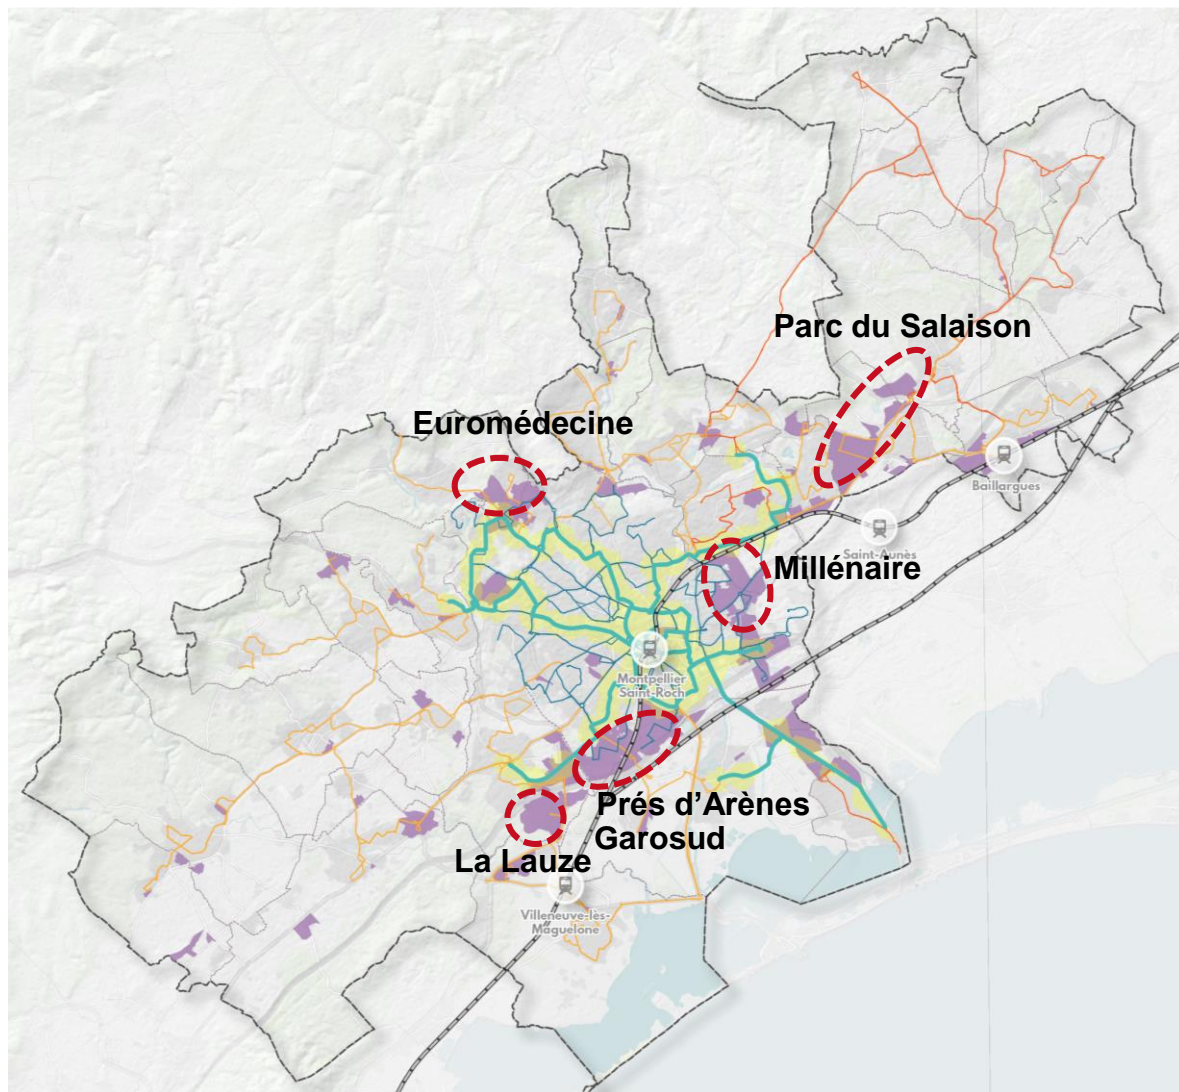 Parc du Salaison
Euromédecine
Baillargues
Saint-Aunès
Millénaire
Montpellier
Saint-Roch
Prés d’Arènes
Garosud
La Lauze
Villeneuve-lès-
Maguelone